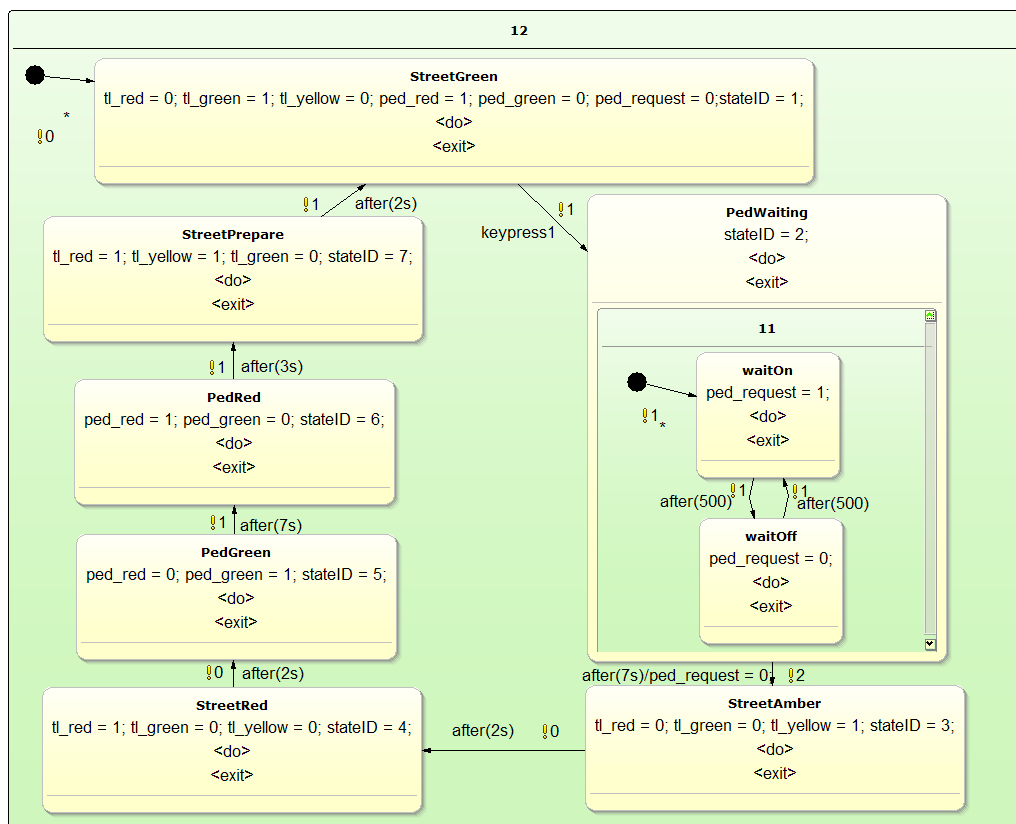 12
StreetGreen
tl_red = 0; tl_green = 1; tl_yellow = 0; ped_red = 1; ped_green = 0; ped_request = 0;stateID = 1;
<do>
<exit>
*
!0
!1
after(2s)
!1
keypress1
StreetPrepare
tl_red = 1; tl_yellow = 1; tl_green = 0; stateID = 7;
<do>
<exit>
PedWaiting
stateID = 2;
<do>
<exit>
11
waitOn
ped_request = 1;
<do>
<exit>
!1
*
!1
after(500)
!1
after(500)
waitOff
ped_request = 0;
<do>
<exit>
!1 after(3s)
PedRed
ped_red = 1; ped_green = 0; stateID = 6;
<do>
<exit>
!1 after(7s)
PedGreen
ped_red = 0; ped_green = 1; stateID = 5;
<do>
<exit>
!0 after(2s)
StreetRed
tl_red = 1; tl_green = 0; tl_yellow = 0; stateID = 4;
<do>
<exit>
after(2s) !0
after(7s)/ped_request = 0; !2
StreetAmber
tl_red = 0; tl_green = 0; tl_yellow = 1; stateID = 3;
<do>
<exit>